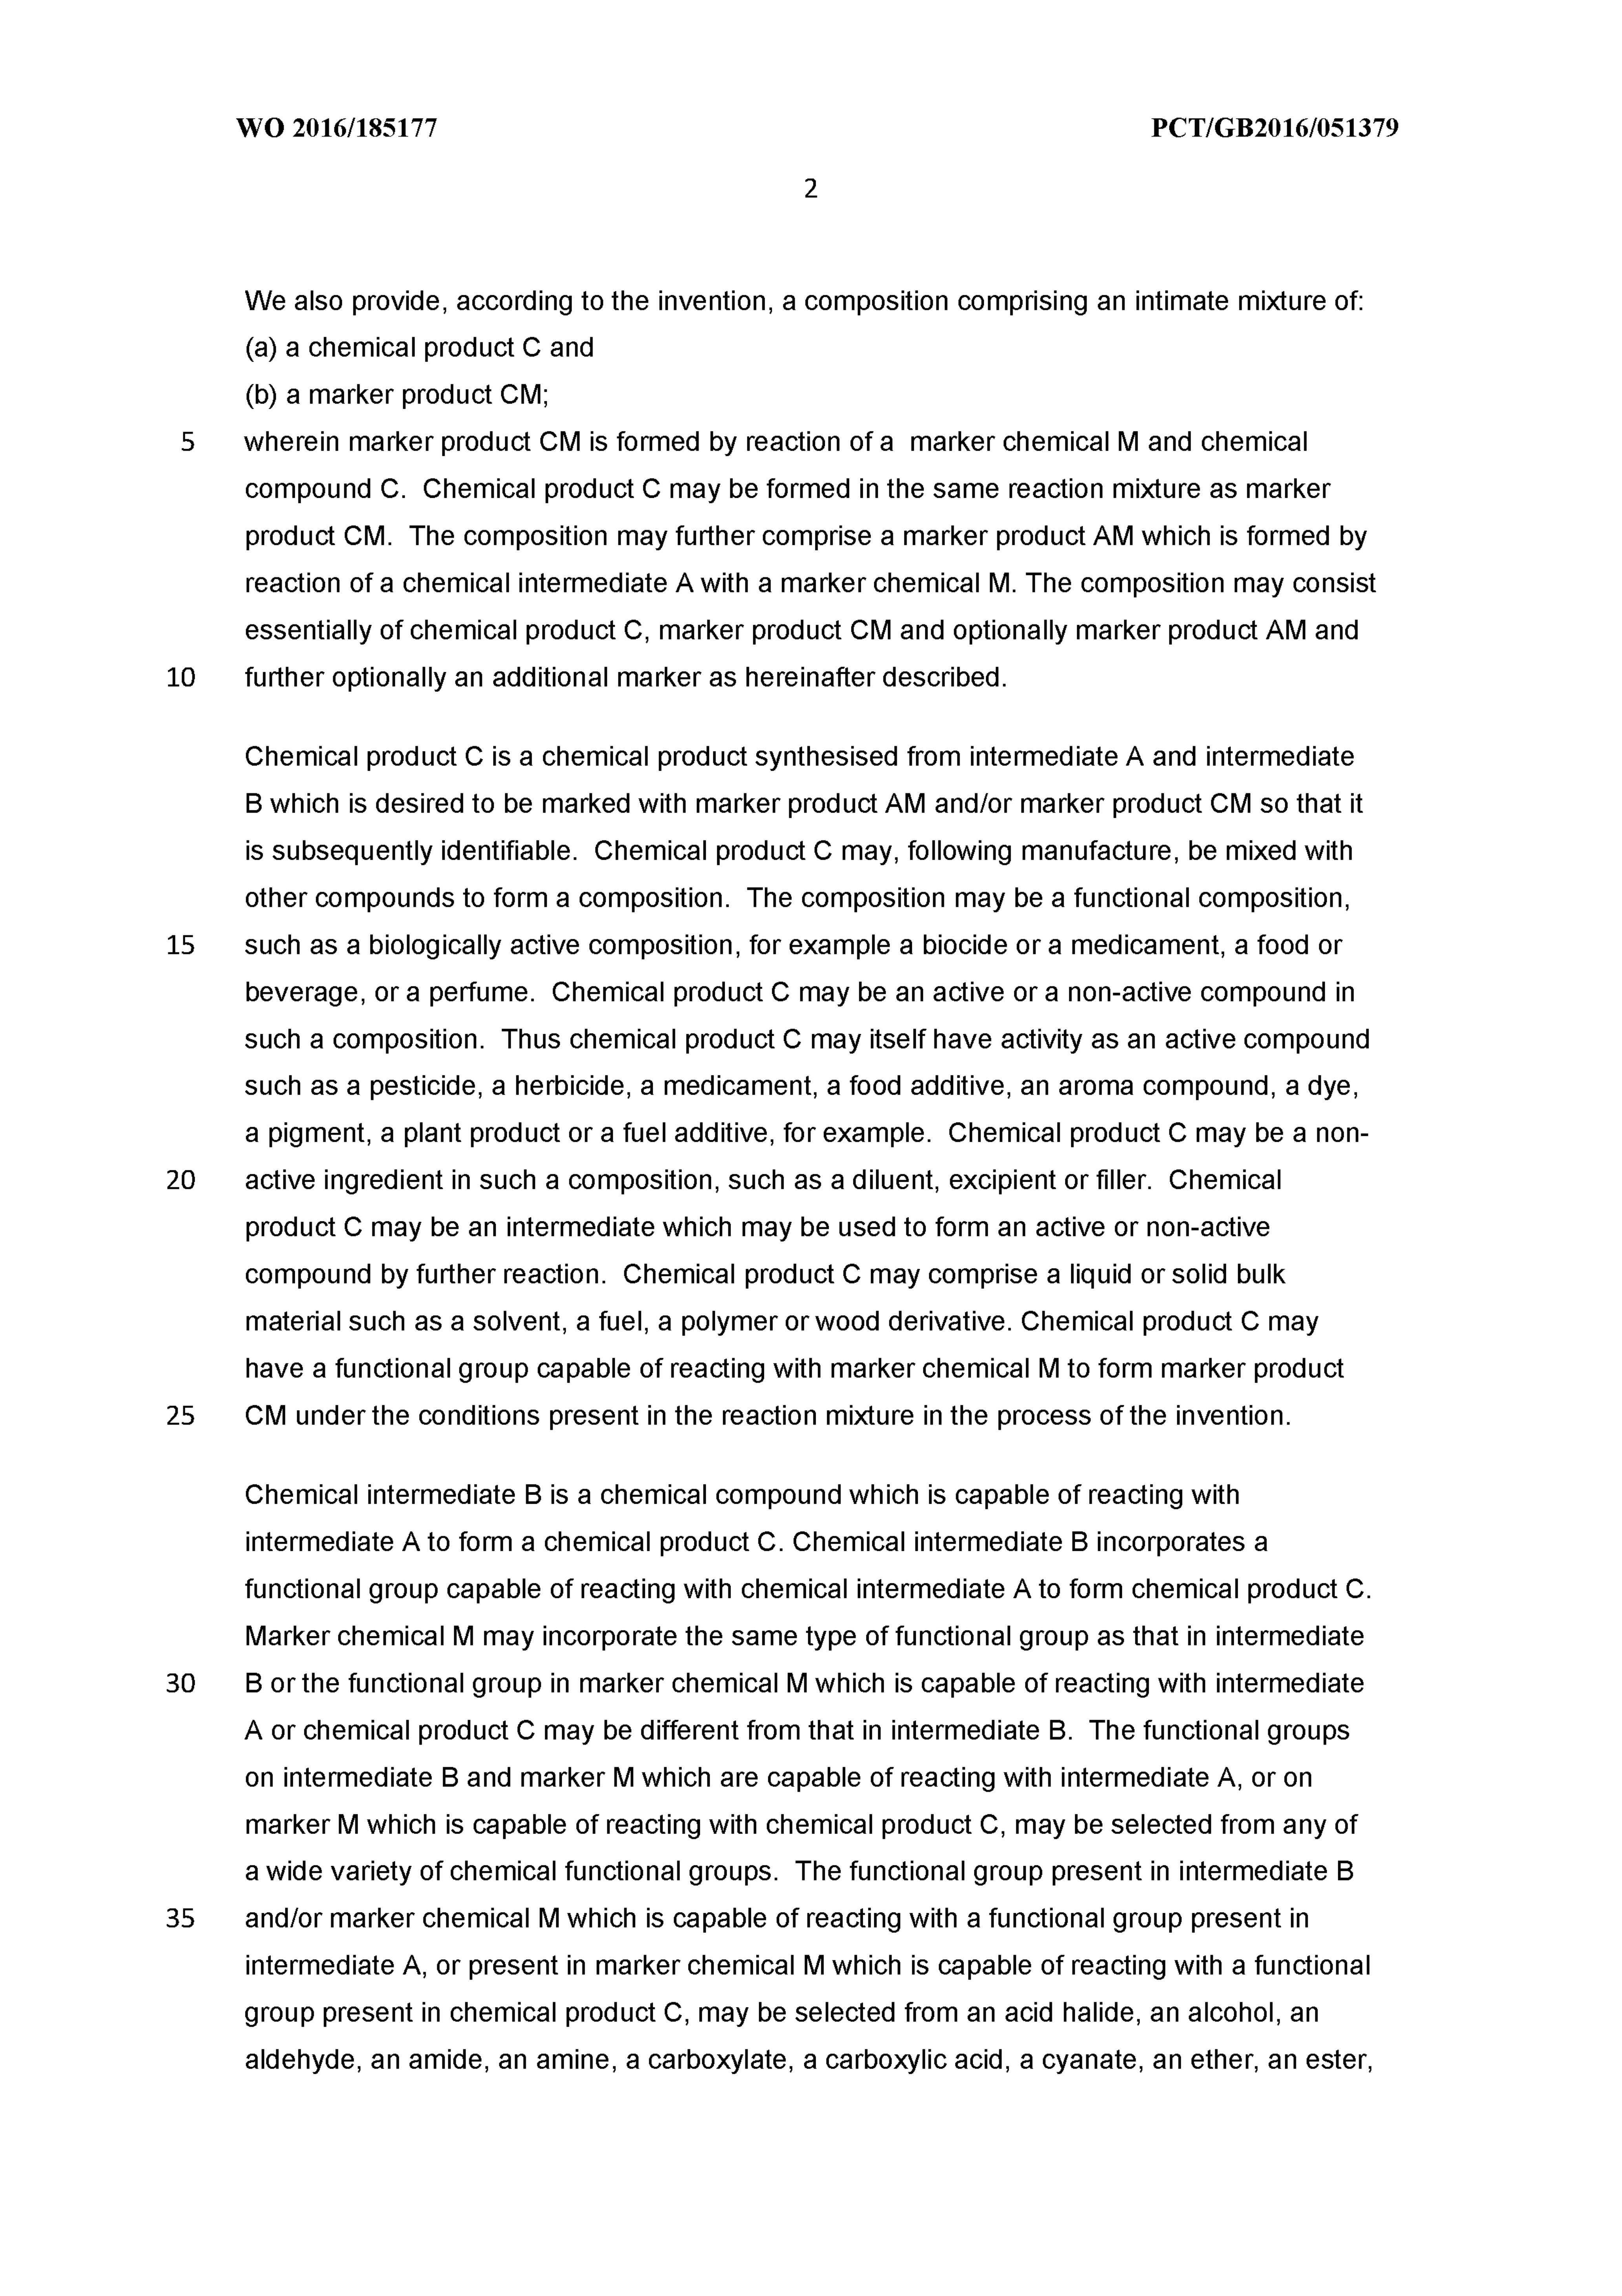 WO 2016/185177 PCT/GB2016/051379
2
We also provide, according to the invention, a composition comprising an intimate mixture of:
(a) a chemical product C and
(b) a marker product CM;
5 wherein marker product CM is formed by reaction of a  marker chemical M and chemical
compound C.  Chemical product C may be formed in the same reaction mixture as marker
product CM.  The composition may further comprise a marker product AM which is formed by
reaction of a chemical intermediate A with a marker chemical M. The composition may consist
essentially of chemical product C, marker product CM and optionally marker product AM and
10 further optionally an additional marker as hereinafter described.
Chemical product C is a chemical product synthesised from intermediate A and intermediate
B which is desired to be marked with marker product AM and/or marker product CM so that it
is subsequently identifiable.  Chemical product C may, following manufacture, be mixed with
other compounds to form a composition.  The composition may be a functional composition,
15 such as a biologically active composition, for example a biocide or a medicament, a food or
beverage, or a perfume.  Chemical product C may be an active or a non-active compound in
such a composition.  Thus chemical product C may itself have activity as an active compound
such as a pesticide, a herbicide, a medicament, a food additive, an aroma compound, a dye,
a pigment, a plant product or a fuel additive, for example.  Chemical product C may be a non-
20 active ingredient in such a composition, such as a diluent, excipient or filler.  Chemical
product C may be an intermediate which may be used to form an active or non-active
compound by further reaction.  Chemical product C may comprise a liquid or solid bulk
material such as a solvent, a fuel, a polymer or wood derivative. Chemical product C may
have a functional group capable of reacting with marker chemical M to form marker product
25 CM under the conditions present in the reaction mixture in the process of the invention.
Chemical intermediate B is a chemical compound which is capable of reacting with
intermediate A to form a chemical product C. Chemical intermediate B incorporates a
functional group capable of reacting with chemical intermediate A to form chemical product C.
Marker chemical M may incorporate the same type of functional group as that in intermediate
30 B or the functional group in marker chemical M which is capable of reacting with intermediate
A or chemical product C may be different from that in intermediate B.  The functional groups
on intermediate B and marker M which are capable of reacting with intermediate A, or on
marker M which is capable of reacting with chemical product C, may be selected from any of
a wide variety of chemical functional groups.  The functional group present in intermediate B
35 and/or marker chemical M which is capable of reacting with a functional group present in
intermediate A, or present in marker chemical M which is capable of reacting with a functional
group present in chemical product C, may be selected from an acid halide, an alcohol, an
aldehyde, an amide, an amine, a carboxylate, a carboxylic acid, a cyanate, an ether, an ester,